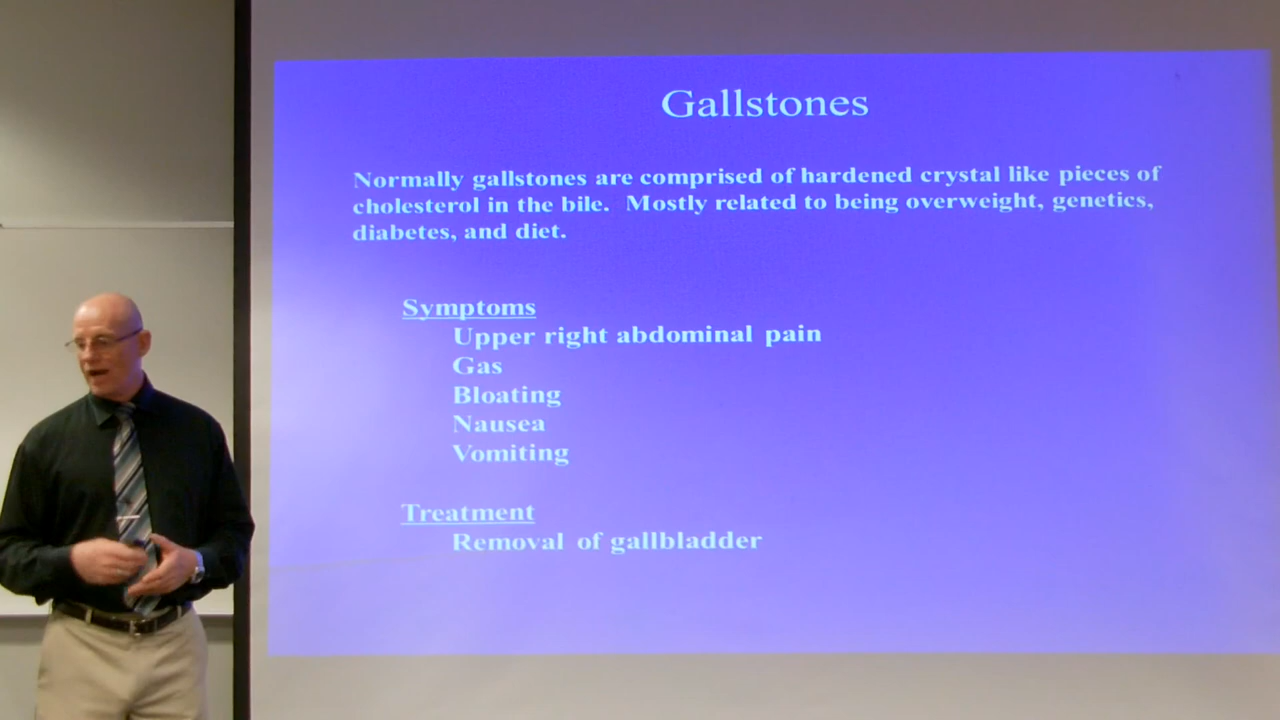 Gallstones
Normally gallstones are comprised of hardened crystal like pieces of
cholesterol in the bile.  Mostly related to being overweight, genetics,
diabetes, and diet.
Symptoms
Upper right abdominal pain
Gas
Bloating
Nausea
Vomiting
Treatment
Removal of gallbladder